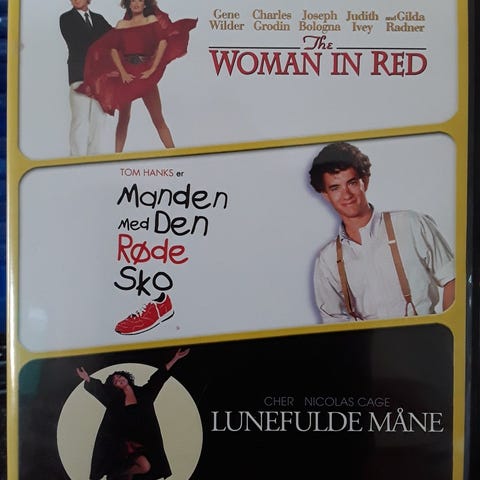 Gene Charles Joseph Judith and Gilda
Wilder Grodin Bologna Ivey Radner
The
WOMAN IN RED
TOM HANKS er
Manden
Med Den
Røde
Sko
CHER NICOLAS CAGE
LUNEFULDE MÅNE